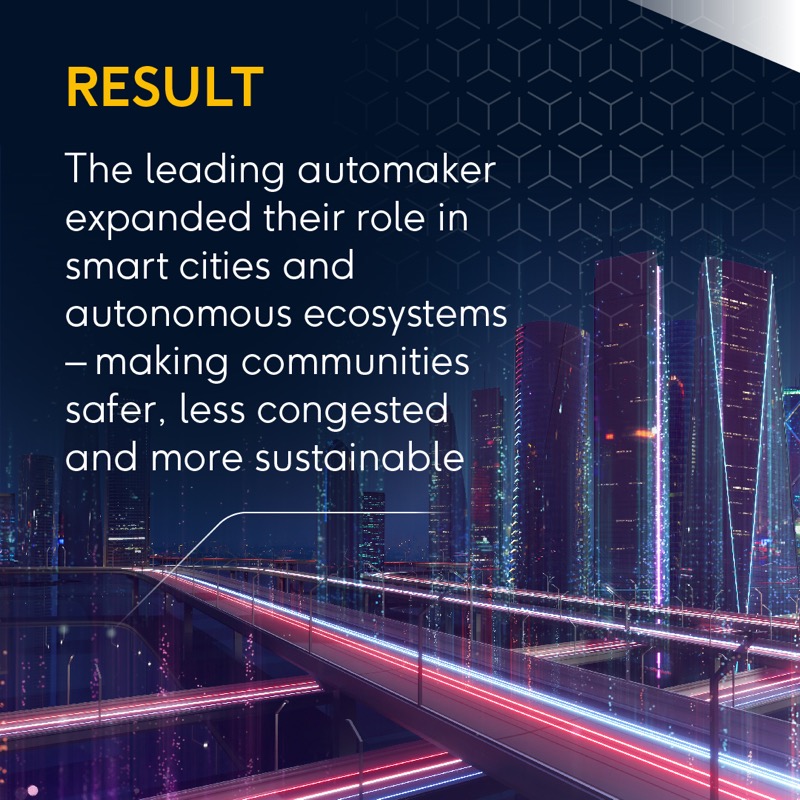 RESULT
The leading automaker
expanded their role in
smart cities and
autonomous ecosystems
– making communities
safer, less congested
and more sustainable